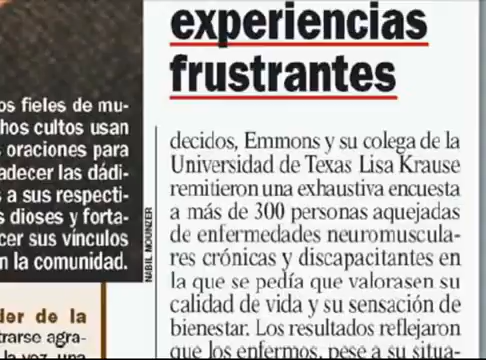 experiencias
frustrantes
os fieles de mu-
hos cultos usan
oraciones para
adecer las dádi-
a sus respecti-
s dioses y forta-
cer sus vínculos
n la comunidad.
NABIL MOUNZER
decidos, Emmons y su colega de la
Universidad de Texas Lisa Krause
remitieron una exhaustiva encuesta
a más de 300 personas aquejadas
de enfermedades neuromuscula-
res crónicas y discapacitantes en
la que se pedía que valorasen su
calidad de vida y su sensación de
bienestar. Los resultados reflejaron
que los enfermos, pese a su situa-
der de la
trarse agra-
la voz, una